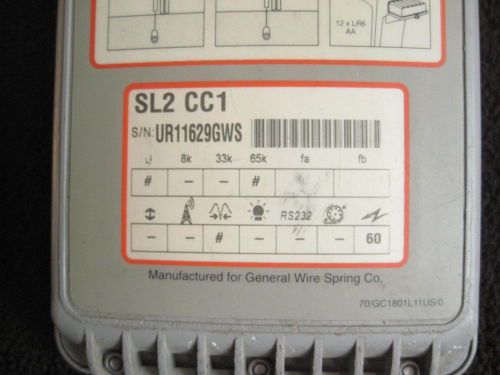 12 x LR6
AA
SL2 CC1
S/N: UR11629GWS
Lf 8k 33k 65k fa fb
# – – #
RS232
– – # – – – 60
Manufactured for General Wire Spring Co.
70/GC1801L11US/0